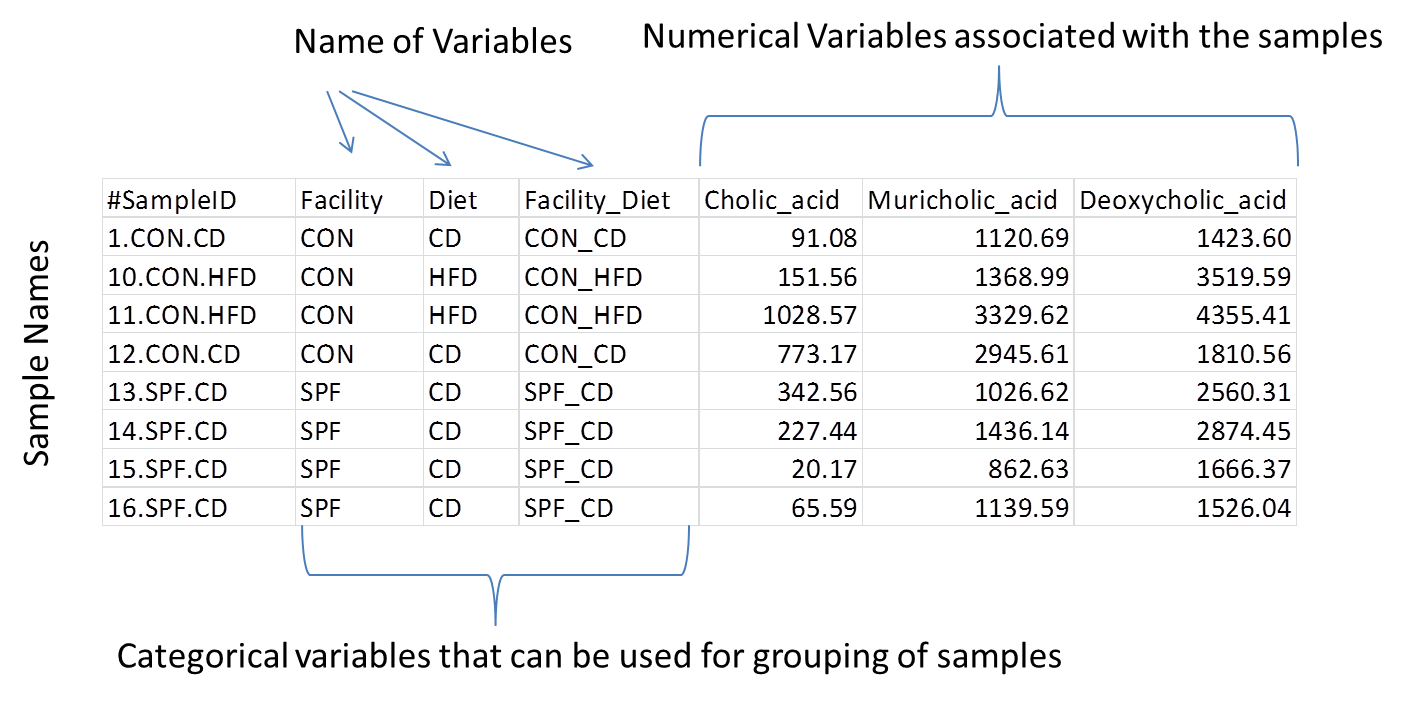 Name of Variables
Numerical Variables associated with the samples
Sample Names
#SampleID Facility Diet Facility_Diet Cholic_acid Muricholic_acid Deoxycholic_acid
1.CON.CD CON CD CON_CD 91.08 1120.69 1423.60
10.CON.HFD CON HFD CON_HFD 151.56 1368.99 3519.59
11.CON.HFD CON HFD CON_HFD 1028.57 3329.62 4355.41
12.CON.CD CON CD CON_CD 773.17 2945.61 1810.56
13.SPF.CD SPF CD SPF_CD 342.56 1026.62 2560.31
14.SPF.CD SPF CD SPF_CD 227.44 1436.14 2874.45
15.SPF.CD SPF CD SPF_CD 20.17 862.63 1666.37
16.SPF.CD SPF CD SPF_CD 65.59 1139.59 1526.04
Categorical variables that can be used for grouping of samples